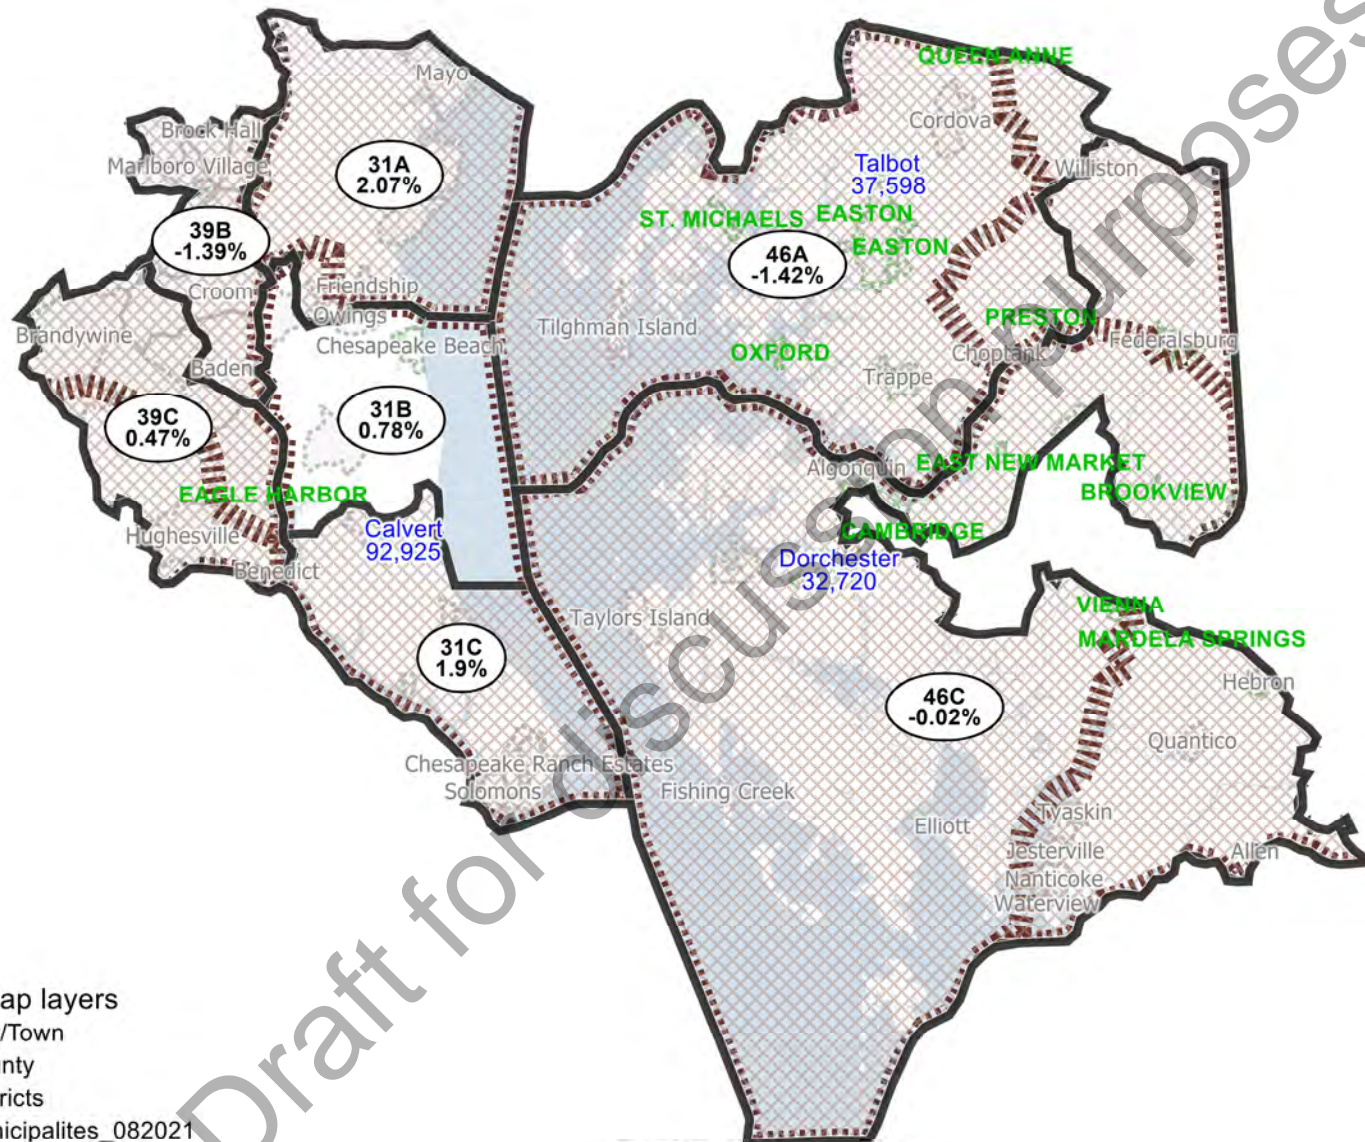 QUEEN ANNE
Mayo
Cordova
Brock Hall
Marlboro Village
31A
2.07%
Talbot
37,598
Williston
ST. MICHAELS
EASTON
EASTON
39B
-1.39%
46A
-1.42%
Croom
Friendship
Owings
Brandywine
Chesapeake Beach
Tilghman Island
PRESTON
Federalsburg
OXFORD
Choptank
Baden
Trappe
39C
0.47%
31B
0.78%
Algonquin
EAST NEW MARKET
BROOKVIEW
EAGLE HARBOR
Hughesville
Calvert
92,925
CAMBRIDGE
Dorchester
32,720
Benedict
VIENNA
Taylors Island
MARDELA SPRINGS
31C
1.9%
Hebron
46C
-0.02%
Quantico
Chesapeake Ranch Estates
Solomons
Fishing Creek
Tyaskin
Elliott
Jesterville
Allen
Nanticoke
Waterview
ap layers
/Town
nty
ricts
nicipalites_082021
Draft for discussion purposes